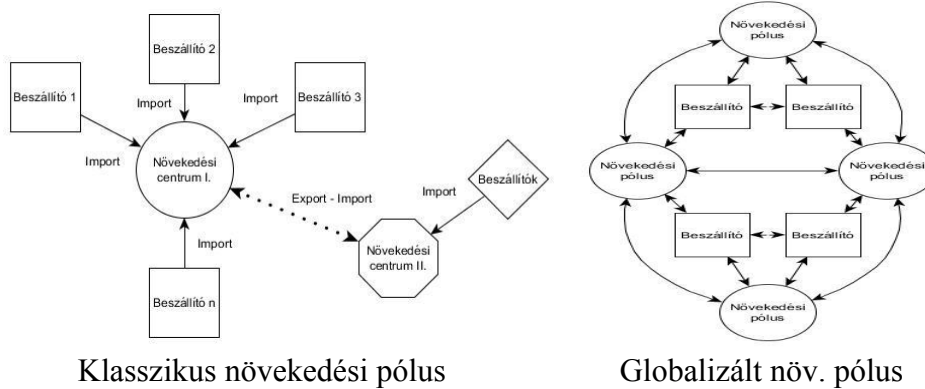 Beszállító 2
Beszállító 1
Beszállító 3
Import
Import
Import
Import
Növekedési
centrum I.
Import
Beszállító n
Export - Import
Import
Beszállítók
Növekedési
centrum II.
Klasszikus növekedési pólus
Növekedési
pólus
Beszállító
Beszállító
Növekedési
pólus
Növekedési
pólus
Beszállító
Beszállító
Növekedési
pólus
Globalizált növ. pólus